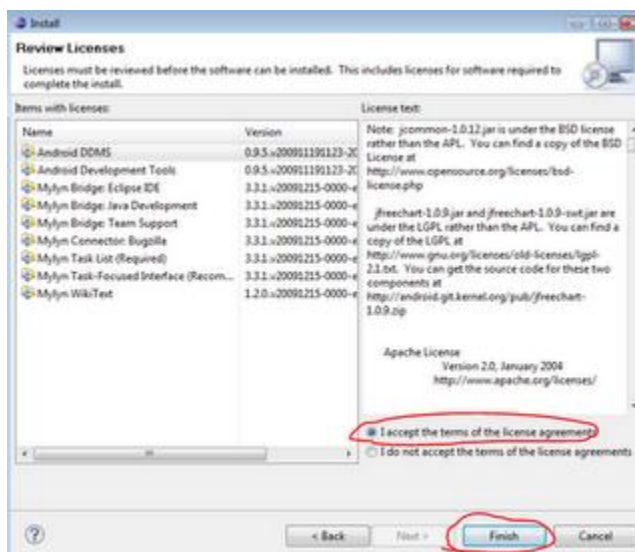 Install
Review Licenses
Licenses must be reviewed before the software can be installed. This includes licenses for software required to
complete the install.
Items with licenses:
License text:
Name Version
Android DDMS 0.9.5.v200911191123-20
Android Development Tools 0.9.5.v200911191123-20
Mylyn Bridge: Eclipse IDE 3.3.1.v20091215-0000-e
Mylyn Bridge: Java Development 3.3.1.v20091215-0000-e
Mylyn Bridge: Team Support 3.3.1.v20091215-0000-e
Mylyn Connector: Bugzilla 3.3.1.v20091215-0000-e
Mylyn Task List (Required) 3.3.1.v20091215-0000-e
Mylyn Task-Focused Interface (Recom... 3.3.1.v20091215-0000-e
Mylyn WikiText 1.2.0.v20091215-0000-e
Note: jcommon-1.0.12.jar is under the BSD license
rather than the APL. You can find a copy of the BSD
License at
http://www.opensource.org/licenses/bsd-
license.php
jfreechart-1.0.9.jar and jfreechart-1.0.9-swt.jar are
under the LGPL rather than the APL. You can find a
copy of the LGPL at
http://www.gnu.org/licenses/old-licenses/lgpl-
2.1.txt. You can get the source code for these two
components at
http://android.git.kernel.org/pub/jfreechart-
1.0.9.zip
Apache License
Version 2.0, January 2004
http://www.apache.org/licenses/
I accept the terms of the license agreements
I do not accept the terms of the license agreements
< Back
Next >
Finish
Cancel